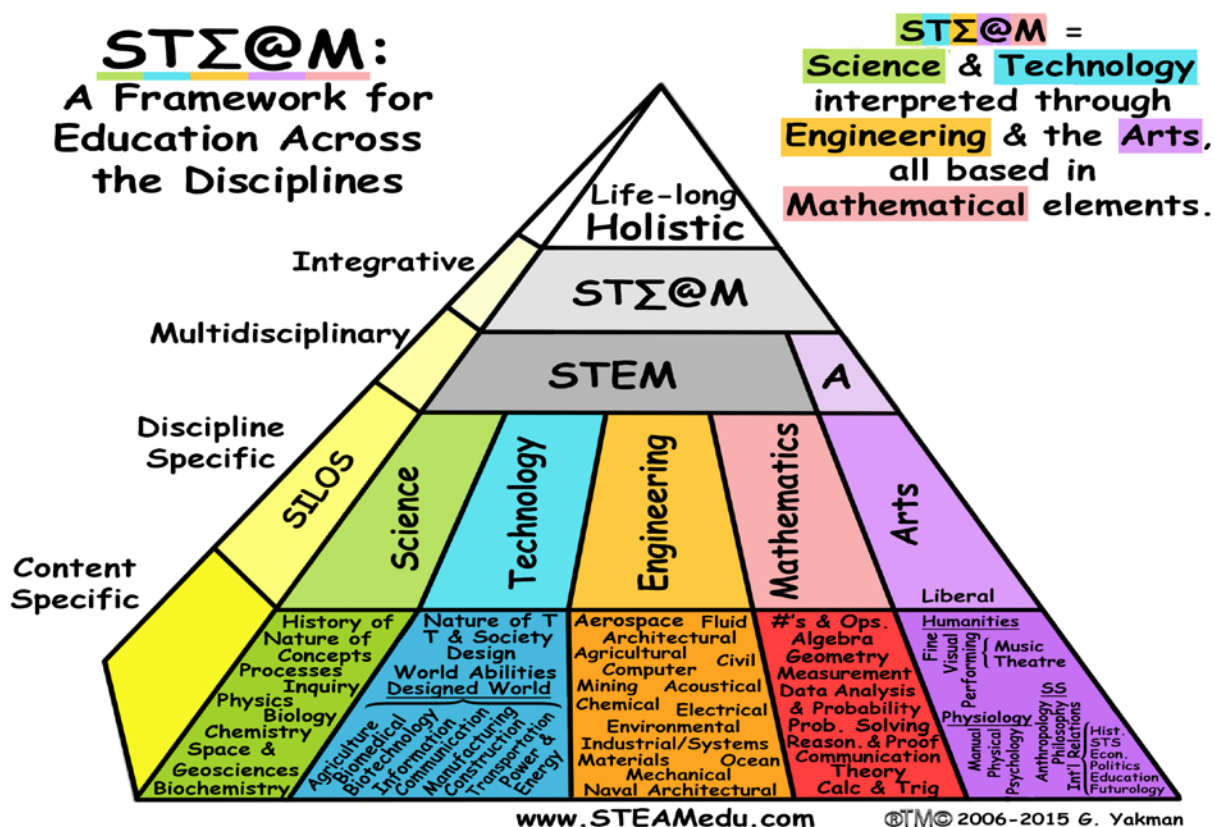 STΣ@M:
A Framework for
Education Across
the Disciplines
STΣ@M =
Science & Technology
interpreted through
Engineering & the Arts,
all based in
Mathematical elements.
Life-long
Holistic
Integrative
STΣ@M
Multidisciplinary
STEM
A
Discipline
Specific
SILOS
Science
Technology
Engineering
Mathematics
Arts
Liberal
Content
Specific
History of
Nature of
Concepts
Processes
Inquiry
Physics
Biology
Chemistry
Space &
Geosciences
Biochemistry
Nature of T
T & Society
Design
World Abilities
Designed World
Agriculture
Biomedical
Biotechnology
Information
Communication
Manufacturing
Construction
Transportation
Power &
Energy
Aerospace Fluid
Architectural
Agricultural
Computer Civil
Mining Acoustical
Chemical Electrical
Environmental
Industrial/Systems
Materials Ocean
Mechanical
Naval Architectural
#'s & Ops.
Algebra
Geometry
Measurement
Data Analysis
& Probability
Prob. Solving
Reason. & Proof
Communication
Theory
Calc & Trig
Humanities
Fine
Visual
Performing
Music
Theatre
Physiology
Manual
Physical
Psychology
SS
Anthropology
Philosophy
Int'l Relations
Hist.
STS
Econ.
Politics
Education
Futurology
www.STEAMedu.com
®TM© 2006-2015 G. Yakman